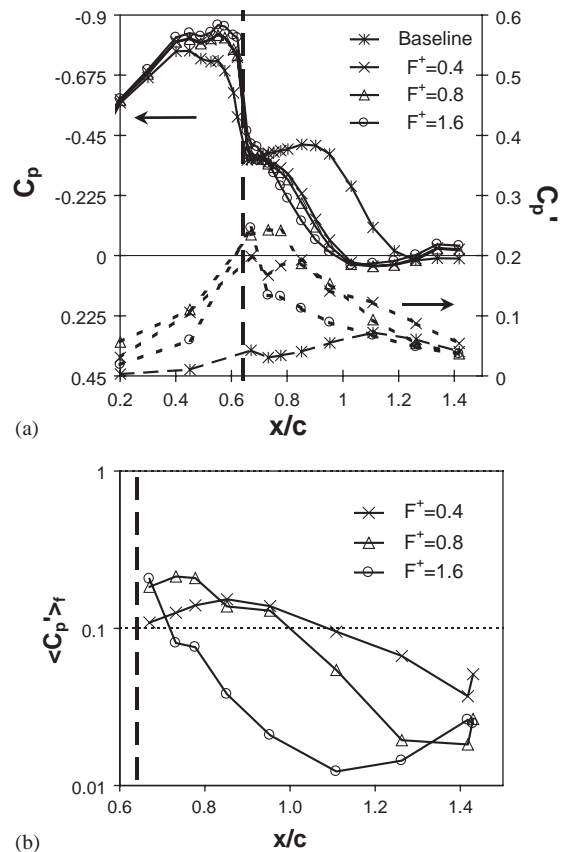 -0.9
-0.675
-0.45
-0.225
0
0.225
0.45
Cp
0.6
0.5
0.4
0.3
0.2
0.1
0
Cp'
Baseline
F+=0.4
F+=0.8
F+=1.6
0.2 0.4 0.6 0.8 1 1.2 1.4
x/c
(a)
1
0.1
0.01
<Cp'>f
F+=0.4
F+=0.8
F+=1.6
0.6 0.8 1.0 1.2 1.4
x/c
(b)